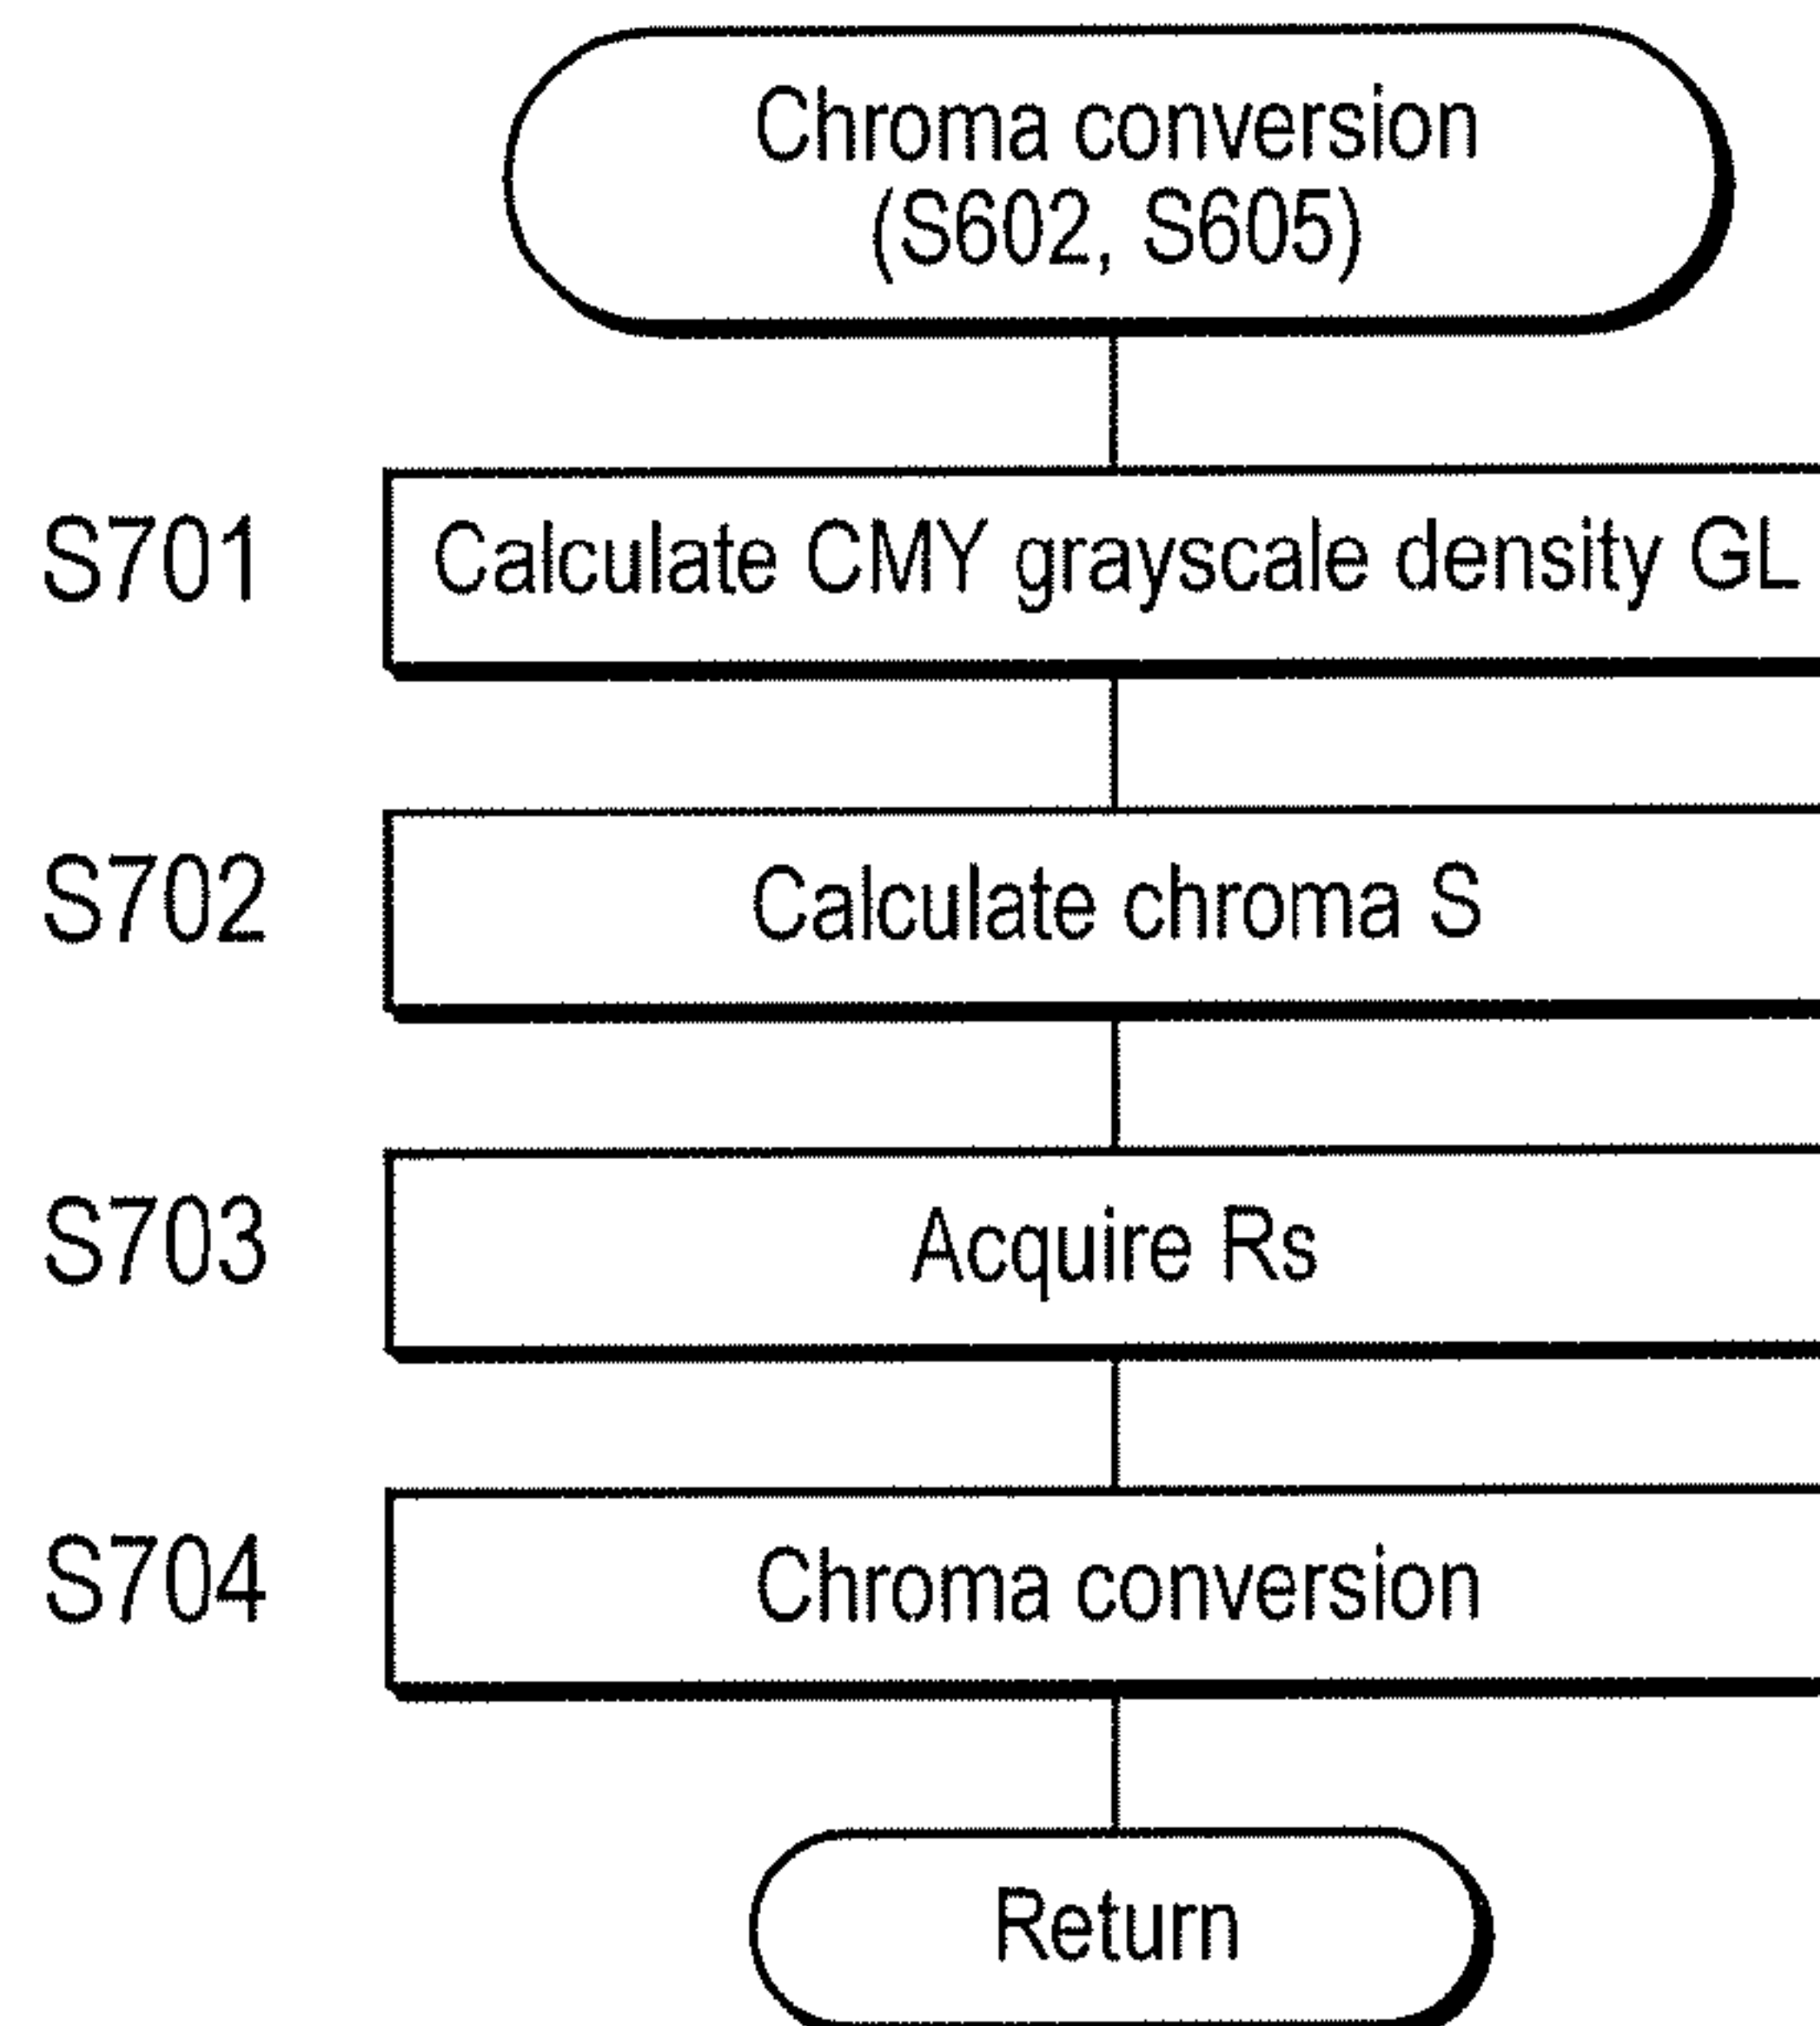 Chroma conversion
(S602, S605)
S701 Calculate CMY grayscale density GL
S702 Calculate chroma S
S703 Acquire Rs
S704 Chroma conversion
Return